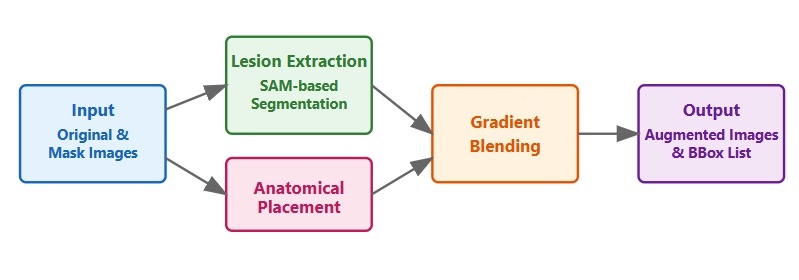 Input
Original &
Mask Images
Lesion Extraction
SAM-based
Segmentation
Anatomical
Placement
Gradient
Blending
Output
Augmented Images
& BBox List